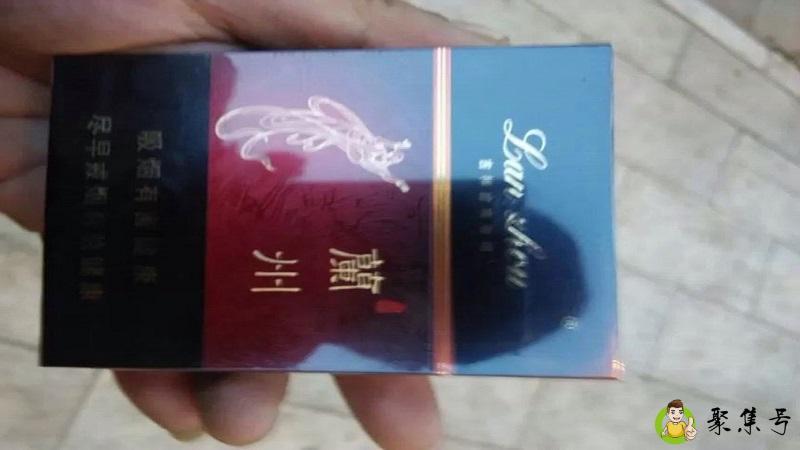 Lan zhou
®
蘭州
吸烟有害健康
尽早戒烟有益健康
聚集号